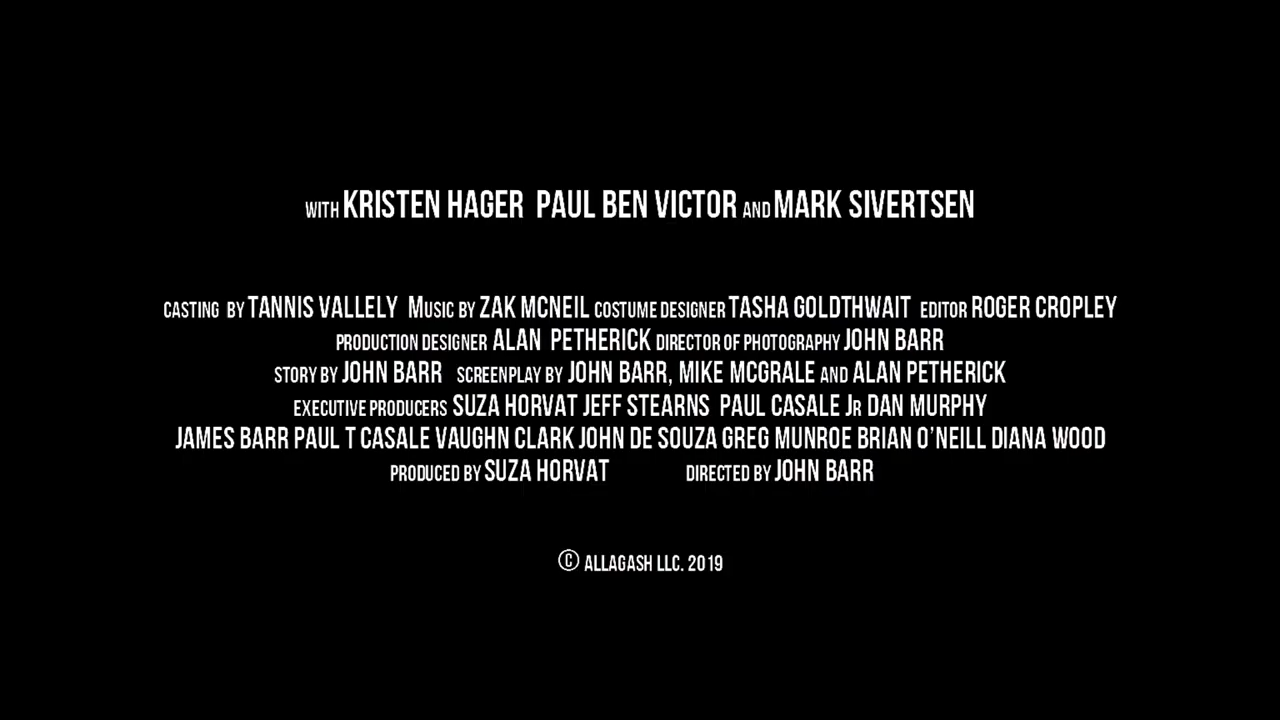 WITH KRISTEN HAGER PAUL BEN VICTOR AND MARK SIVERTSEN
CASTING BY TANNIS VALLELY MUSIC BY ZAK MCNEIL COSTUME DESIGNER TASHA GOLDTHWAIT EDITOR ROGER CROPLEY
PRODUCTION DESIGNER ALAN PETHERICK DIRECTOR OF PHOTOGRAPHY JOHN BARR
STORY BY JOHN BARR SCREENPLAY BY JOHN BARR, MIKE MCGRALE AND ALAN PETHERICK
EXECUTIVE PRODUCERS SUZA HORVAT JEFF STEARNS PAUL CASALE JR DAN MURPHY
JAMES BARR PAUL T CASALE VAUGHN CLARK JOHN DE SOUZA GREG MUNROE BRIAN O'NEILL DIANA WOOD
PRODUCED BY SUZA HORVAT DIRECTED BY JOHN BARR
© ALLAGASH LLC. 2019